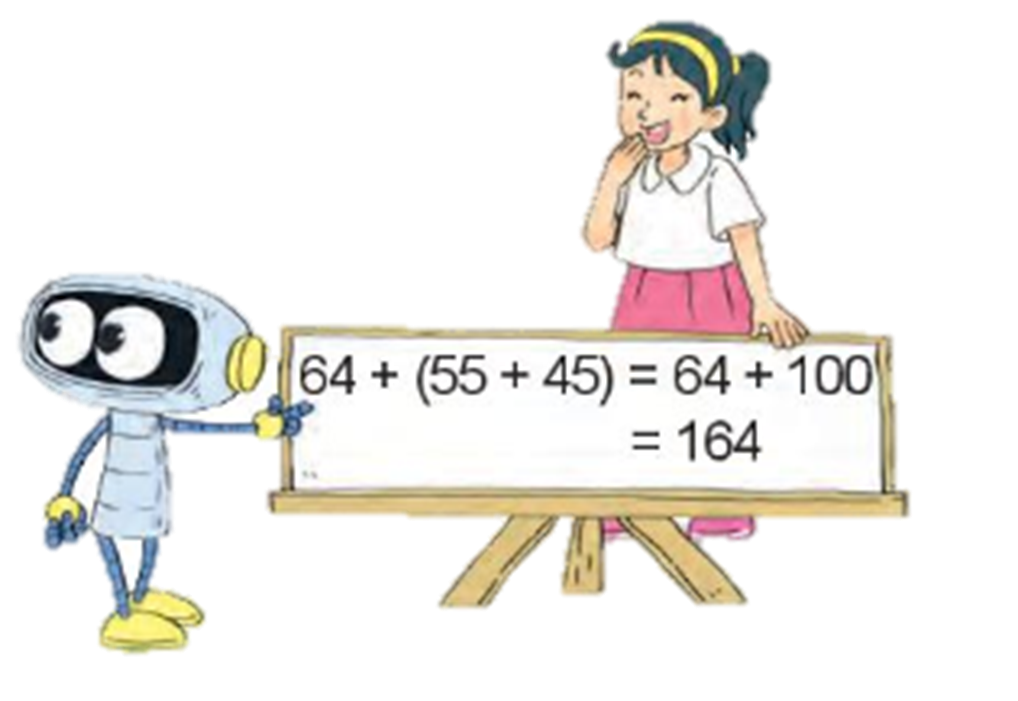 64 + (55 + 45) = 64 + 100
= 164